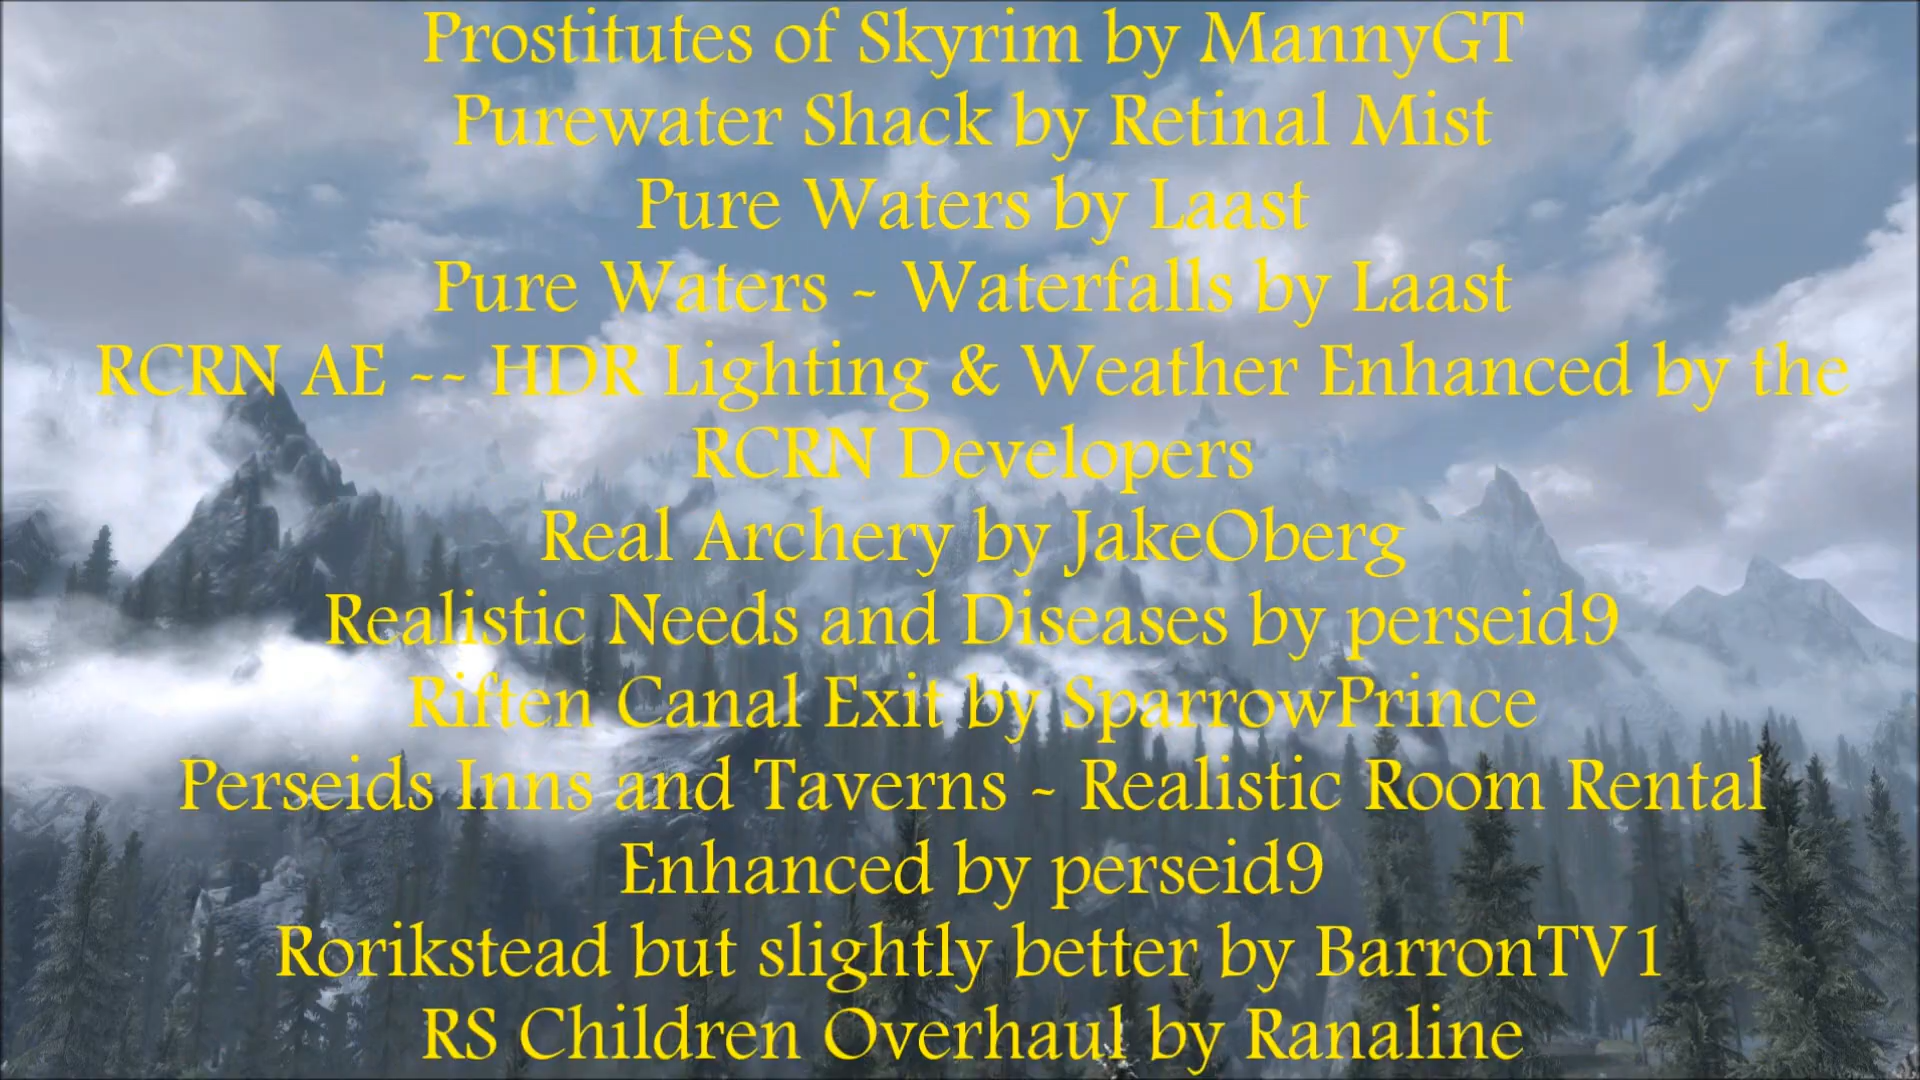 Prostitutes of Skyrim by MannyGT
Purewater Shack by Retinal Mist
Pure Waters by Laast
Pure Waters - Waterfalls by Laast
RCRN AE -- HDR Lighting & Weather Enhanced by the
RCRN Developers
Real Archery by JakeOberg
Realistic Needs and Diseases by perseid9
Riften Canal Exit by SparrowPrince
Perseids Inns and Taverns - Realistic Room Rental
Enhanced by perseid9
Rorikstead but slightly better by BarronTV1
RS Children Overhaul by Ranaline